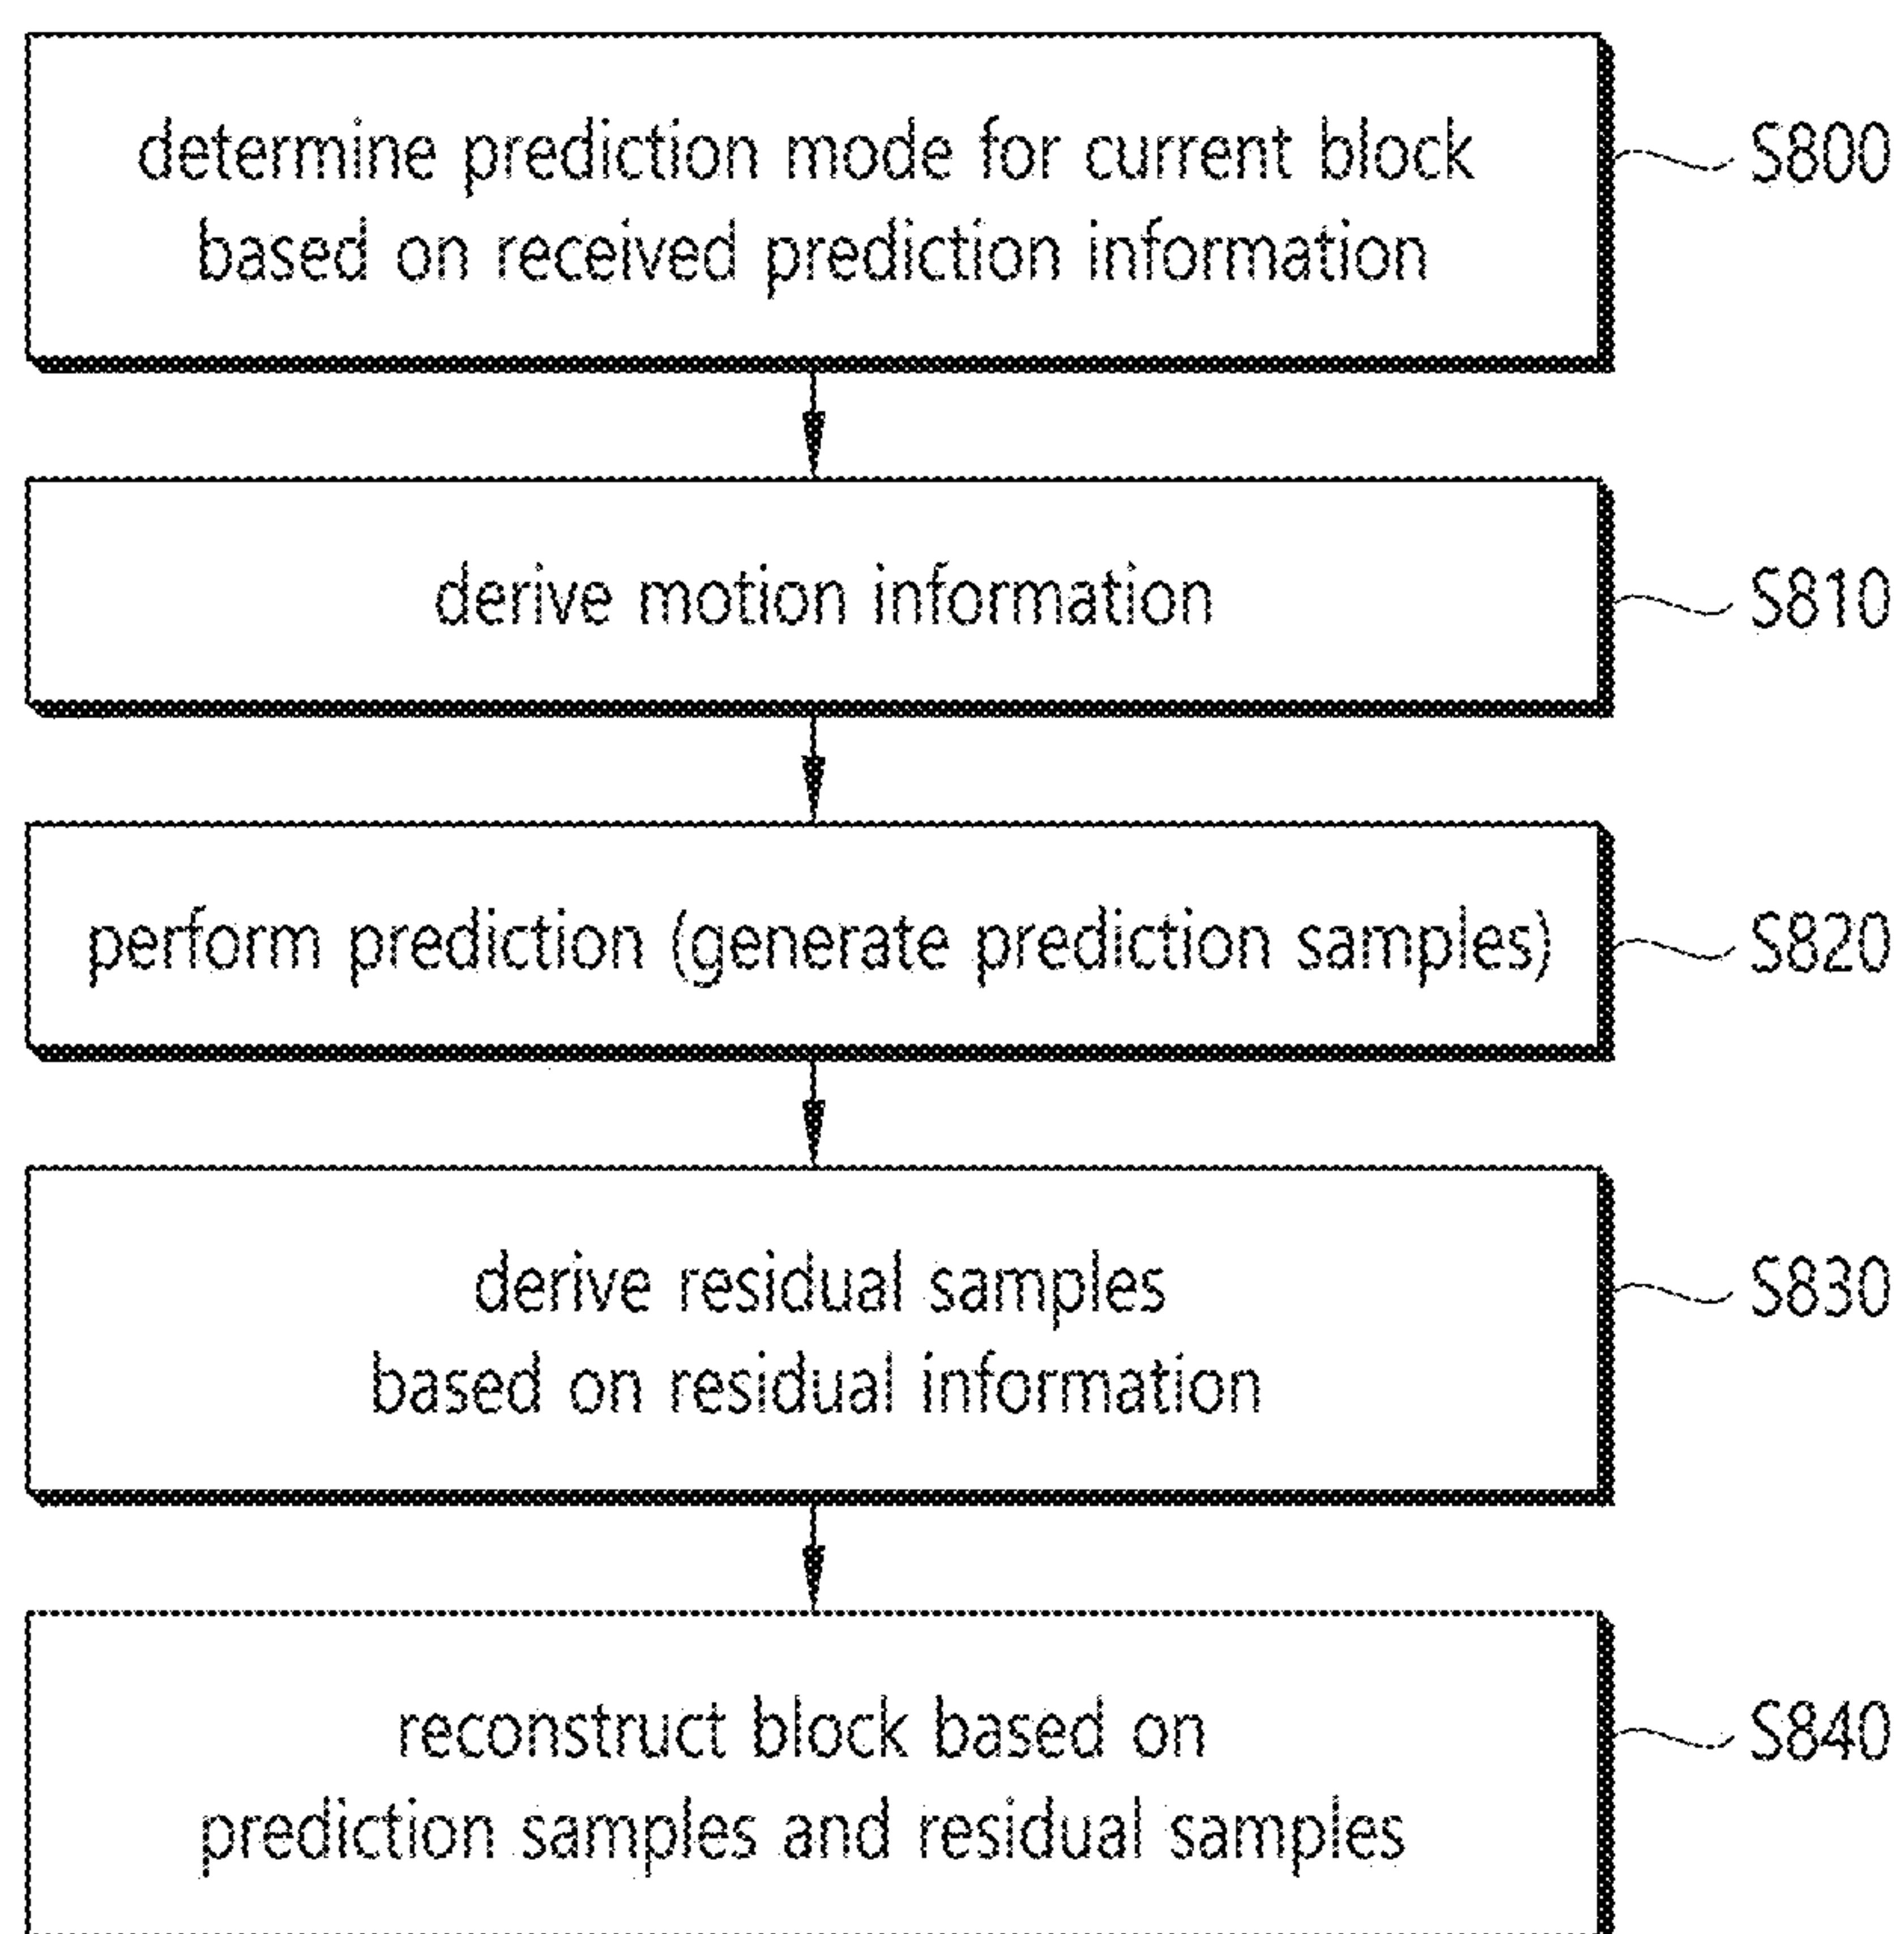 determine prediction mode for current block
based on received prediction information
S800
derive motion information
S810
perform prediction (generate prediction samples)
S820
derive residual samples
based on residual information
S830
reconstruct block based on
prediction samples and residual samples
S840